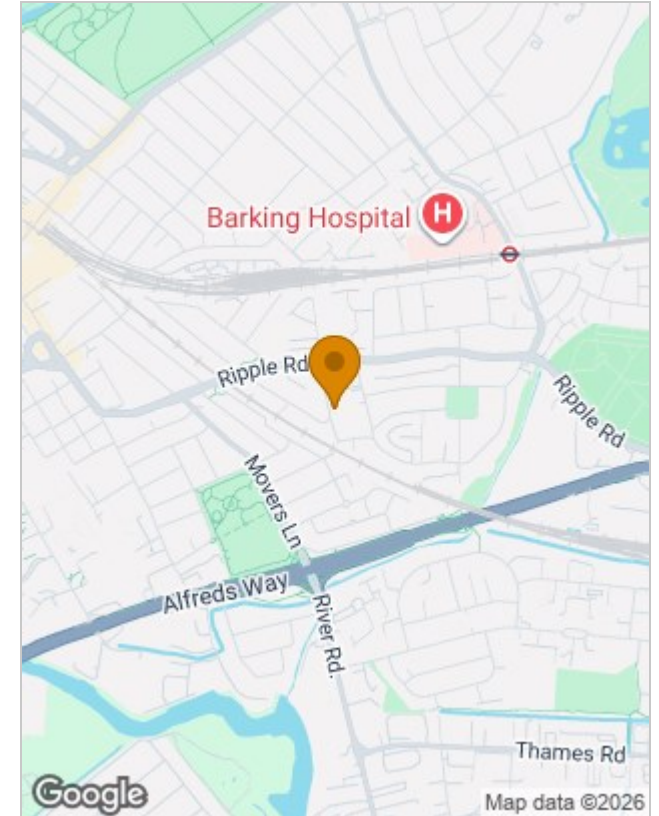 Barking Hospital
H
Ripple Rd
Ripple Rd
Movers Ln
Alfreds Way
River Rd.
Thames Rd
Google
Map data ©2026